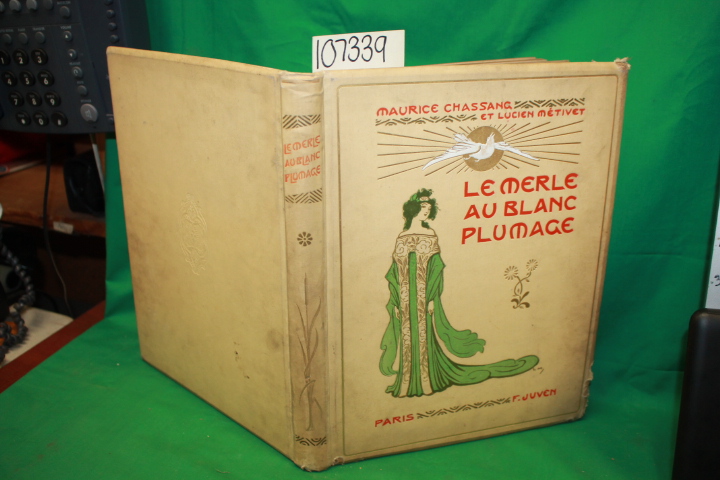 107339
LE MERLE
AU BLANC
PLUMAGE
MAURICE CHASSANG
ET LUCIEN MÉTIVET
LE MERLE
AU BLANC
PLUMAGE
PARIS F. JUVEN